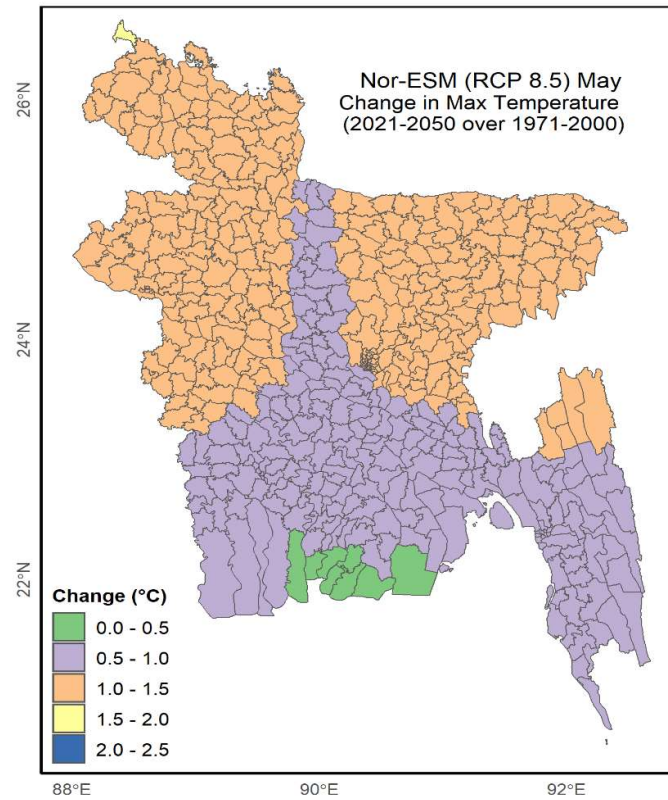 Nor-ESM (RCP 8.5) May
Change in Max Temperature
(2021-2050 over 1971-2000)
26°N
24°N
22°N
Change (°C)
0.0 - 0.5
0.5 - 1.0
1.0 - 1.5
1.5 - 2.0
2.0 - 2.5
88°E
90°E
92°E